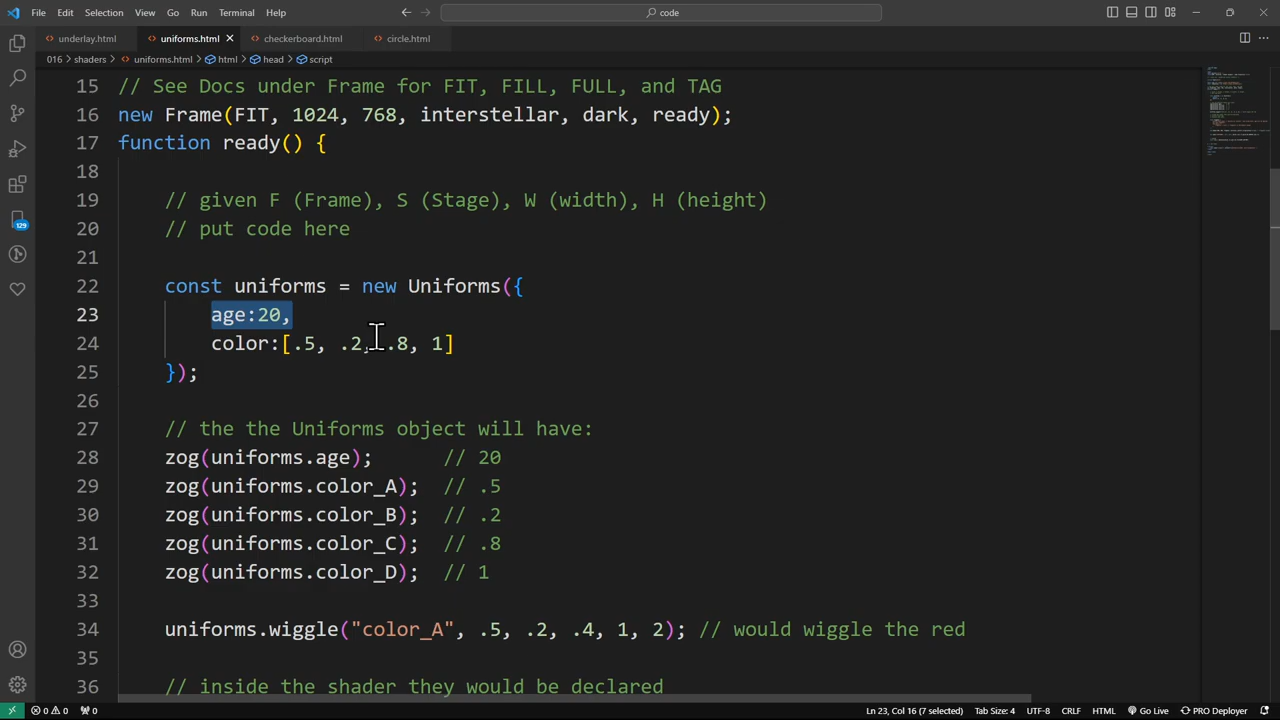 File Edit Selection View Go Run Terminal Help
code
underlay.html uniforms.html checkerboard.html circle.html
016 > shaders > uniforms.html > html > head > script
15 // See Docs under Frame for FIT, FILL, FULL, and TAG
16 new Frame(FIT, 1024, 768, interstellar, dark, ready);
17 function ready() {
18
19 // given F (Frame), S (Stage), W (width), H (height)
20 // put code here
21
22 const uniforms = new Uniforms({
23 age:20,
24 color:[.5, .2, .8, 1]
25 });
26
27 // the the Uniforms object will have:
28 zog(uniforms.age); // 20
29 zog(uniforms.color_A); // .5
30 zog(uniforms.color_B); // .2
31 zog(uniforms.color_C); // .8
32 zog(uniforms.color_D); // 1
33
34 uniforms.wiggle("color_A", .5, .2, .4, 1, 2); // would wiggle the red
35
36 // inside the shader they would be declared
129
0 0 0 Ln 23, Col 16 (7 selected) Tab Size: 4 UTF-8 CRLF HTML Go Live PRO Deployer